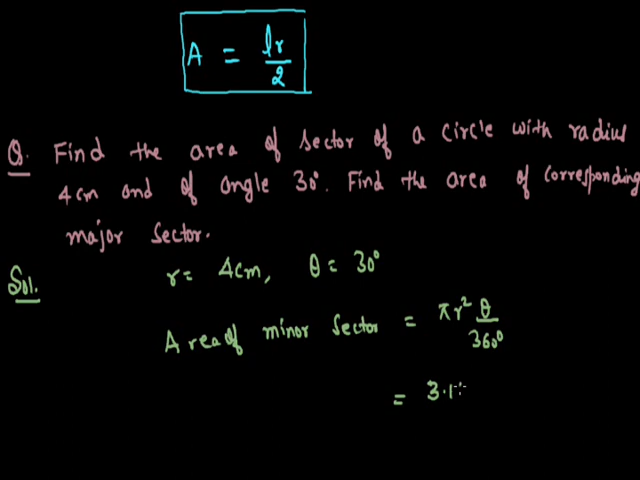 A = lr/2
Q. Find the area of sector of a circle with radius
4cm and of angle 30°. Find the area of corresponding
major sector.
Sol. r = 4cm, θ = 30°
Area of minor sector = πr² θ/360°
= 3.1